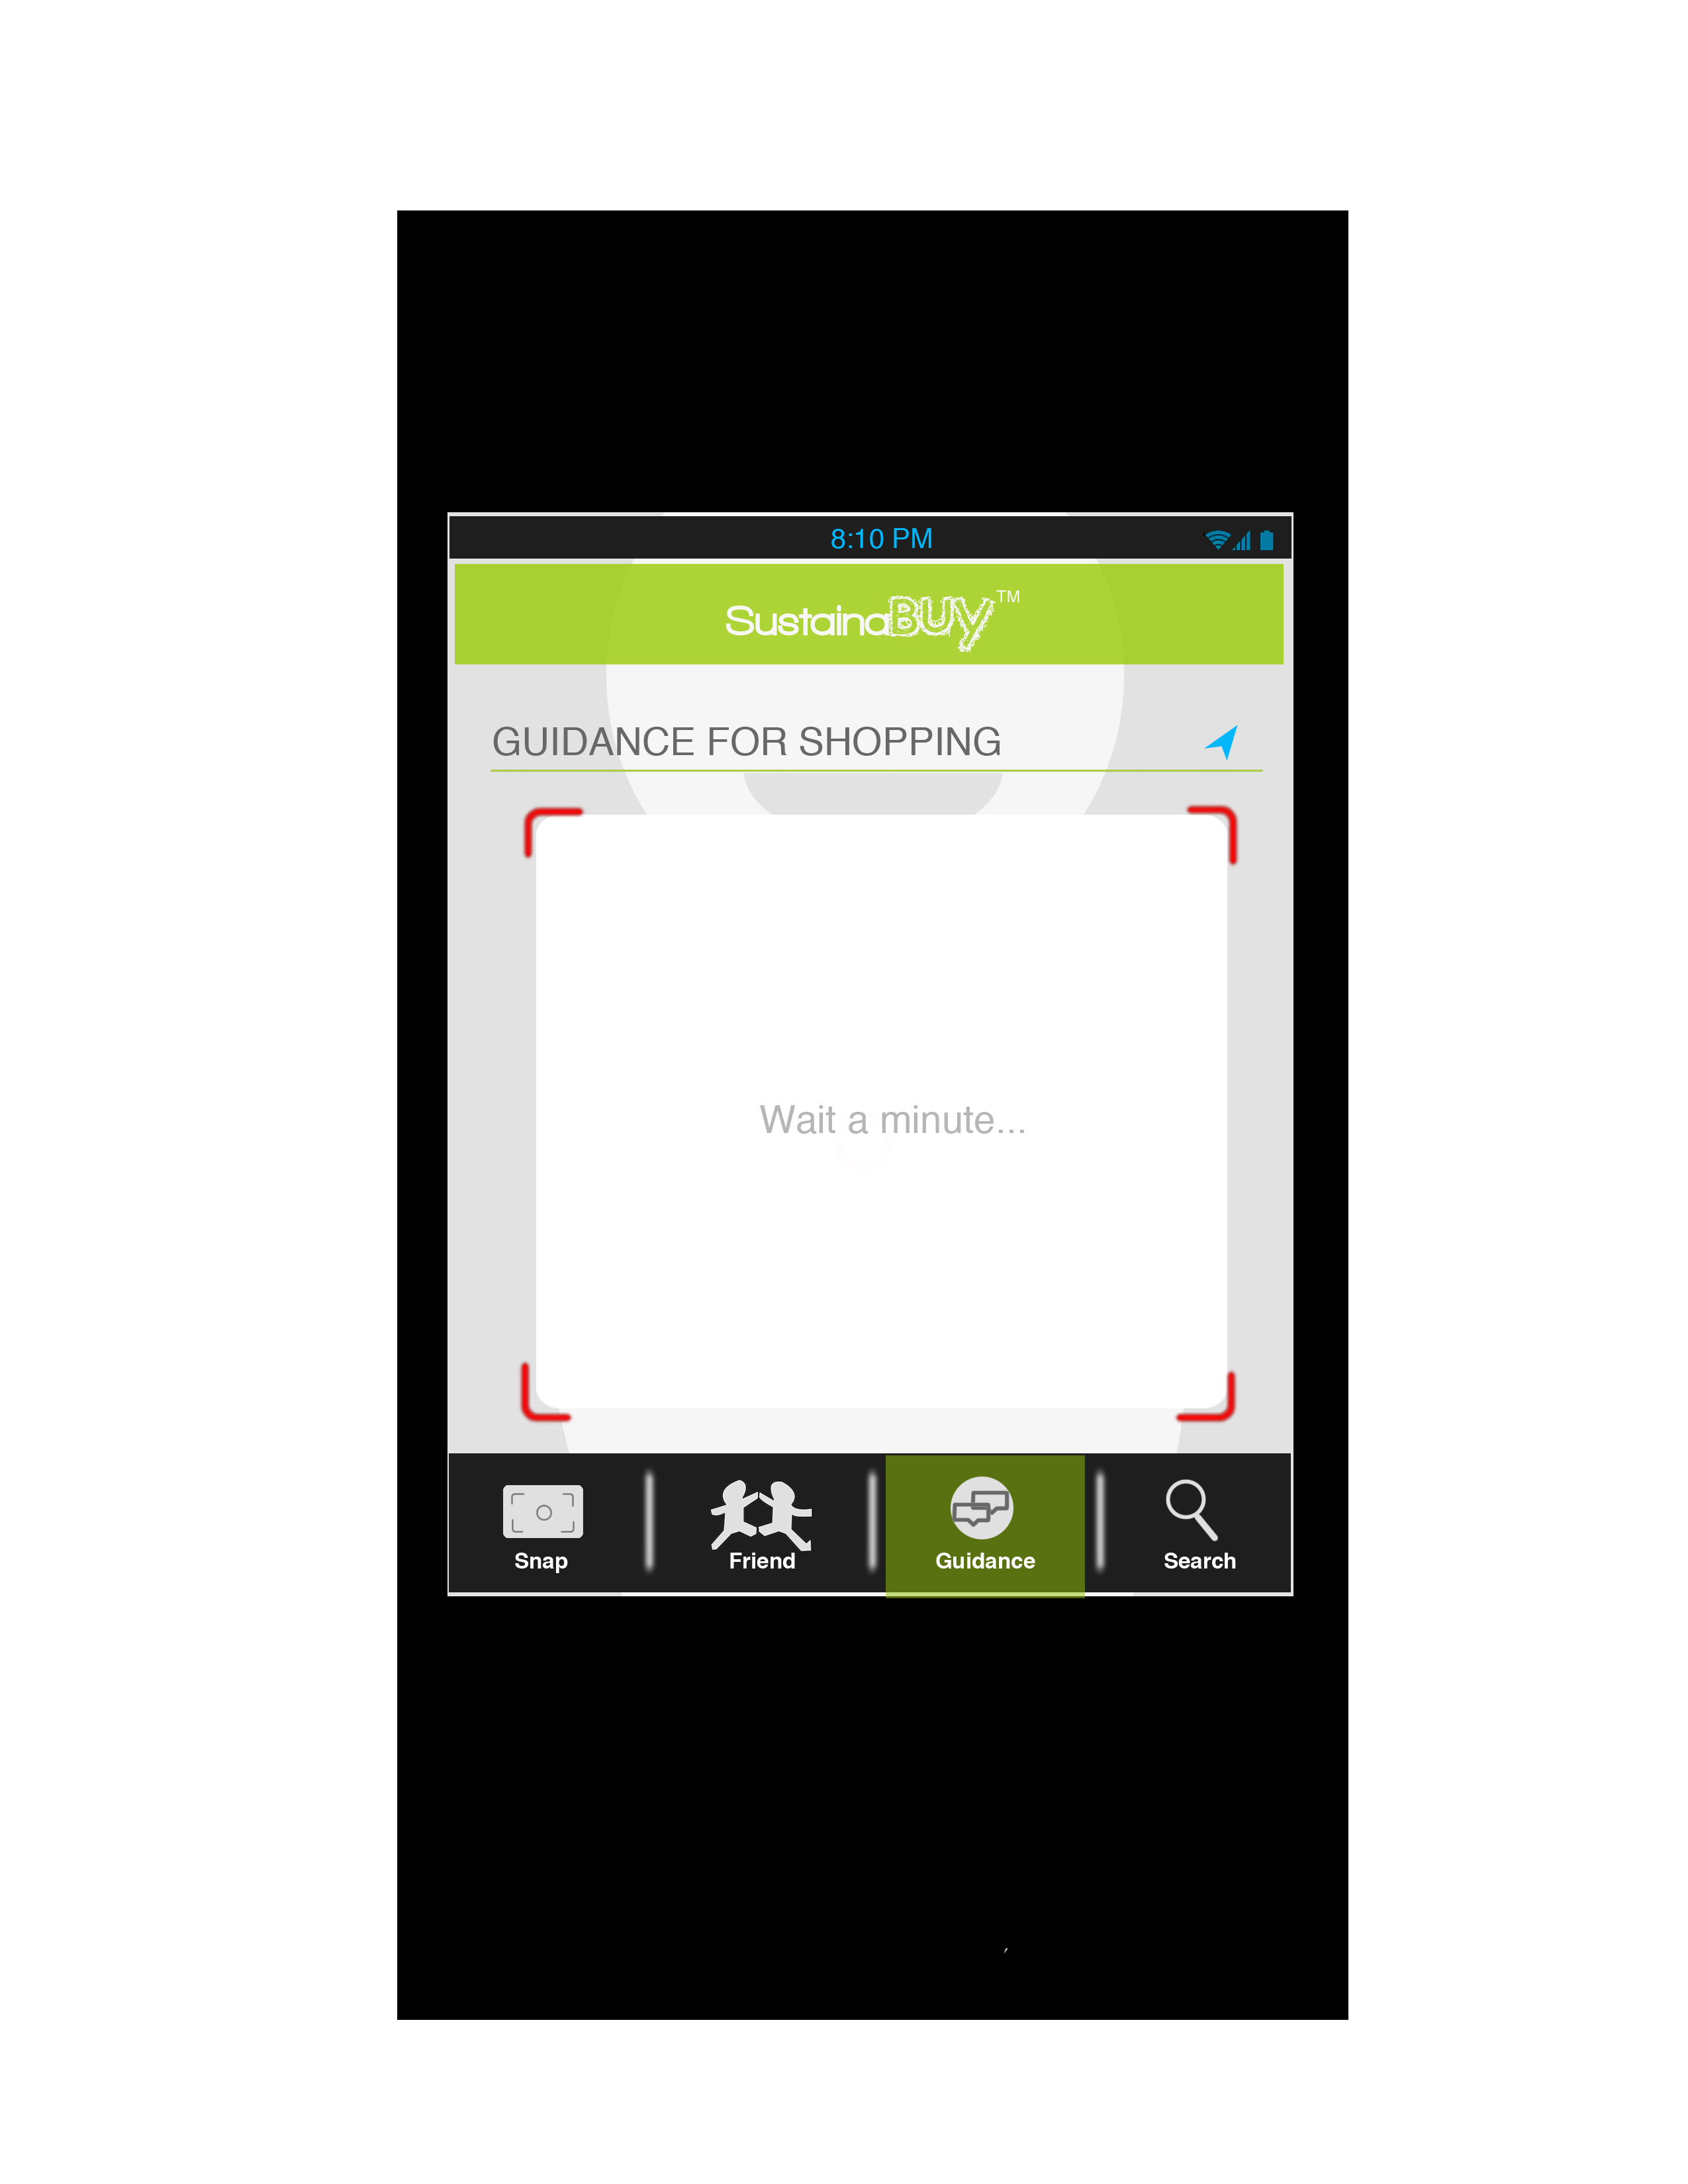 8:10 PM
SustainaBUY™
GUIDANCE FOR SHOPPING
Wait a minute...
Snap
Friend
Guidance
Search